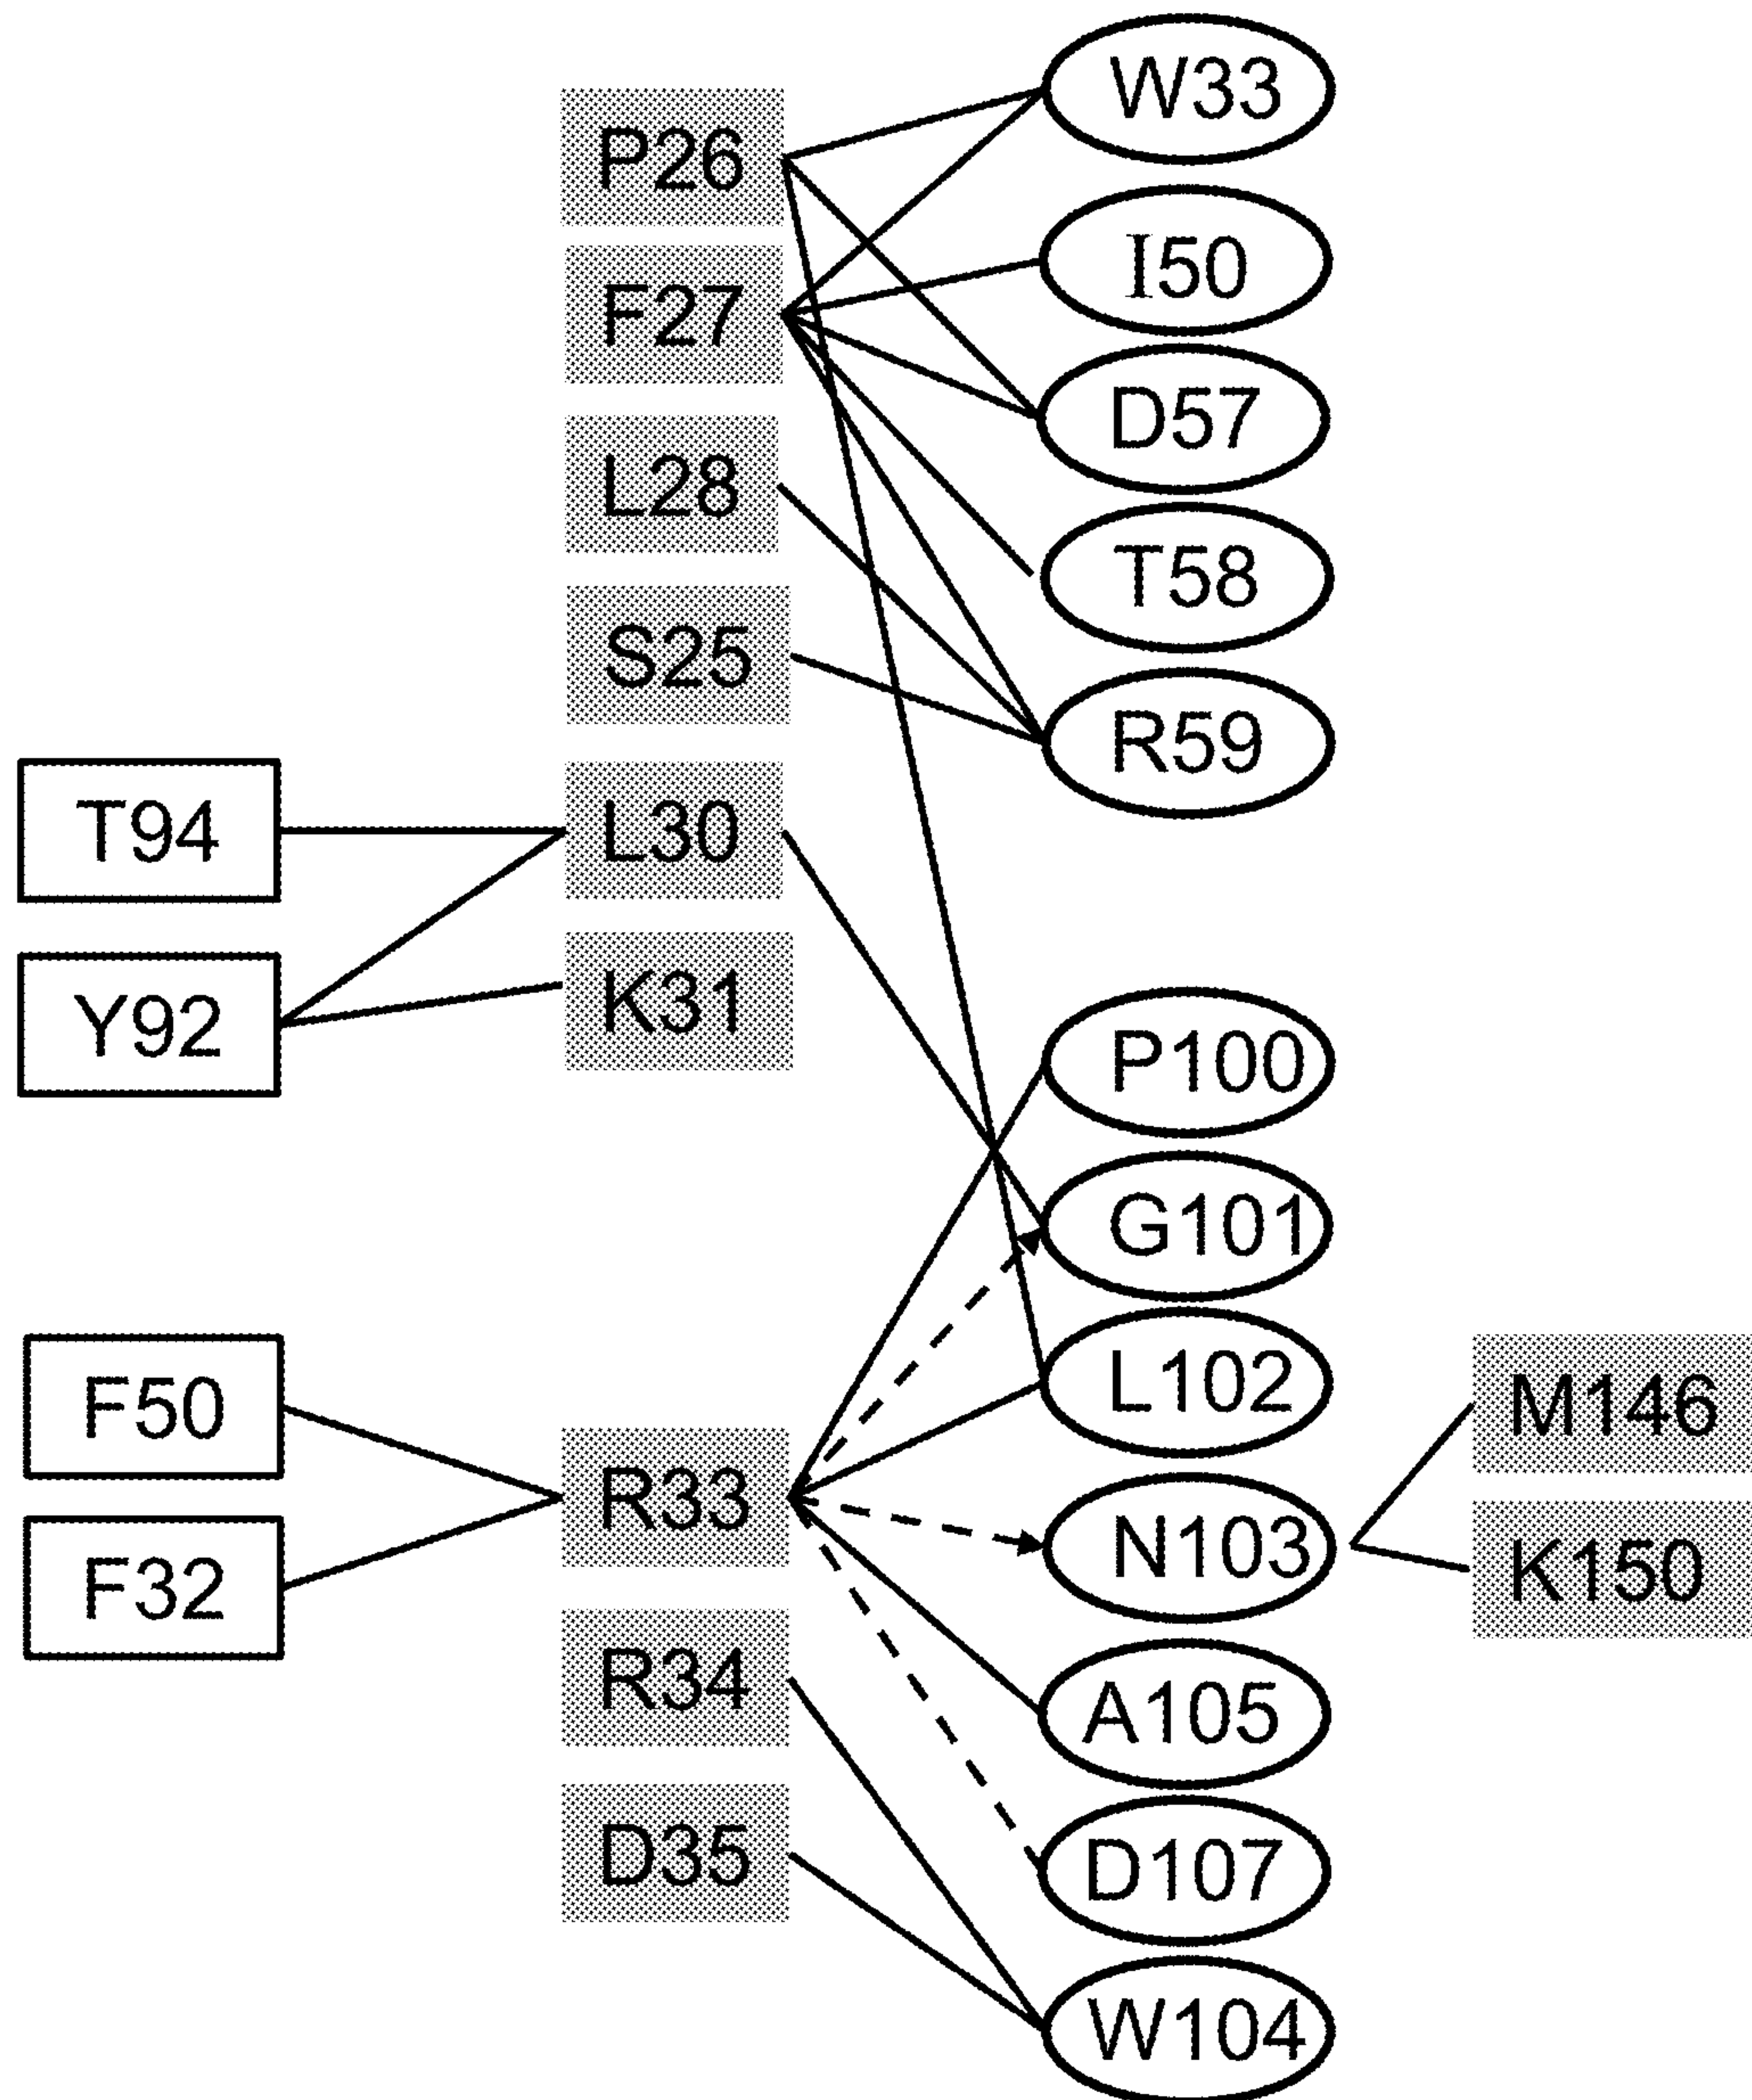 W33
P26
I50
F27
D57
L28
T58
S25
R59
T94
L30
Y92
K31
P100
G101
F50
L102
M146
R33
N103
K150
F32
R34
A105
D35
D107
W104